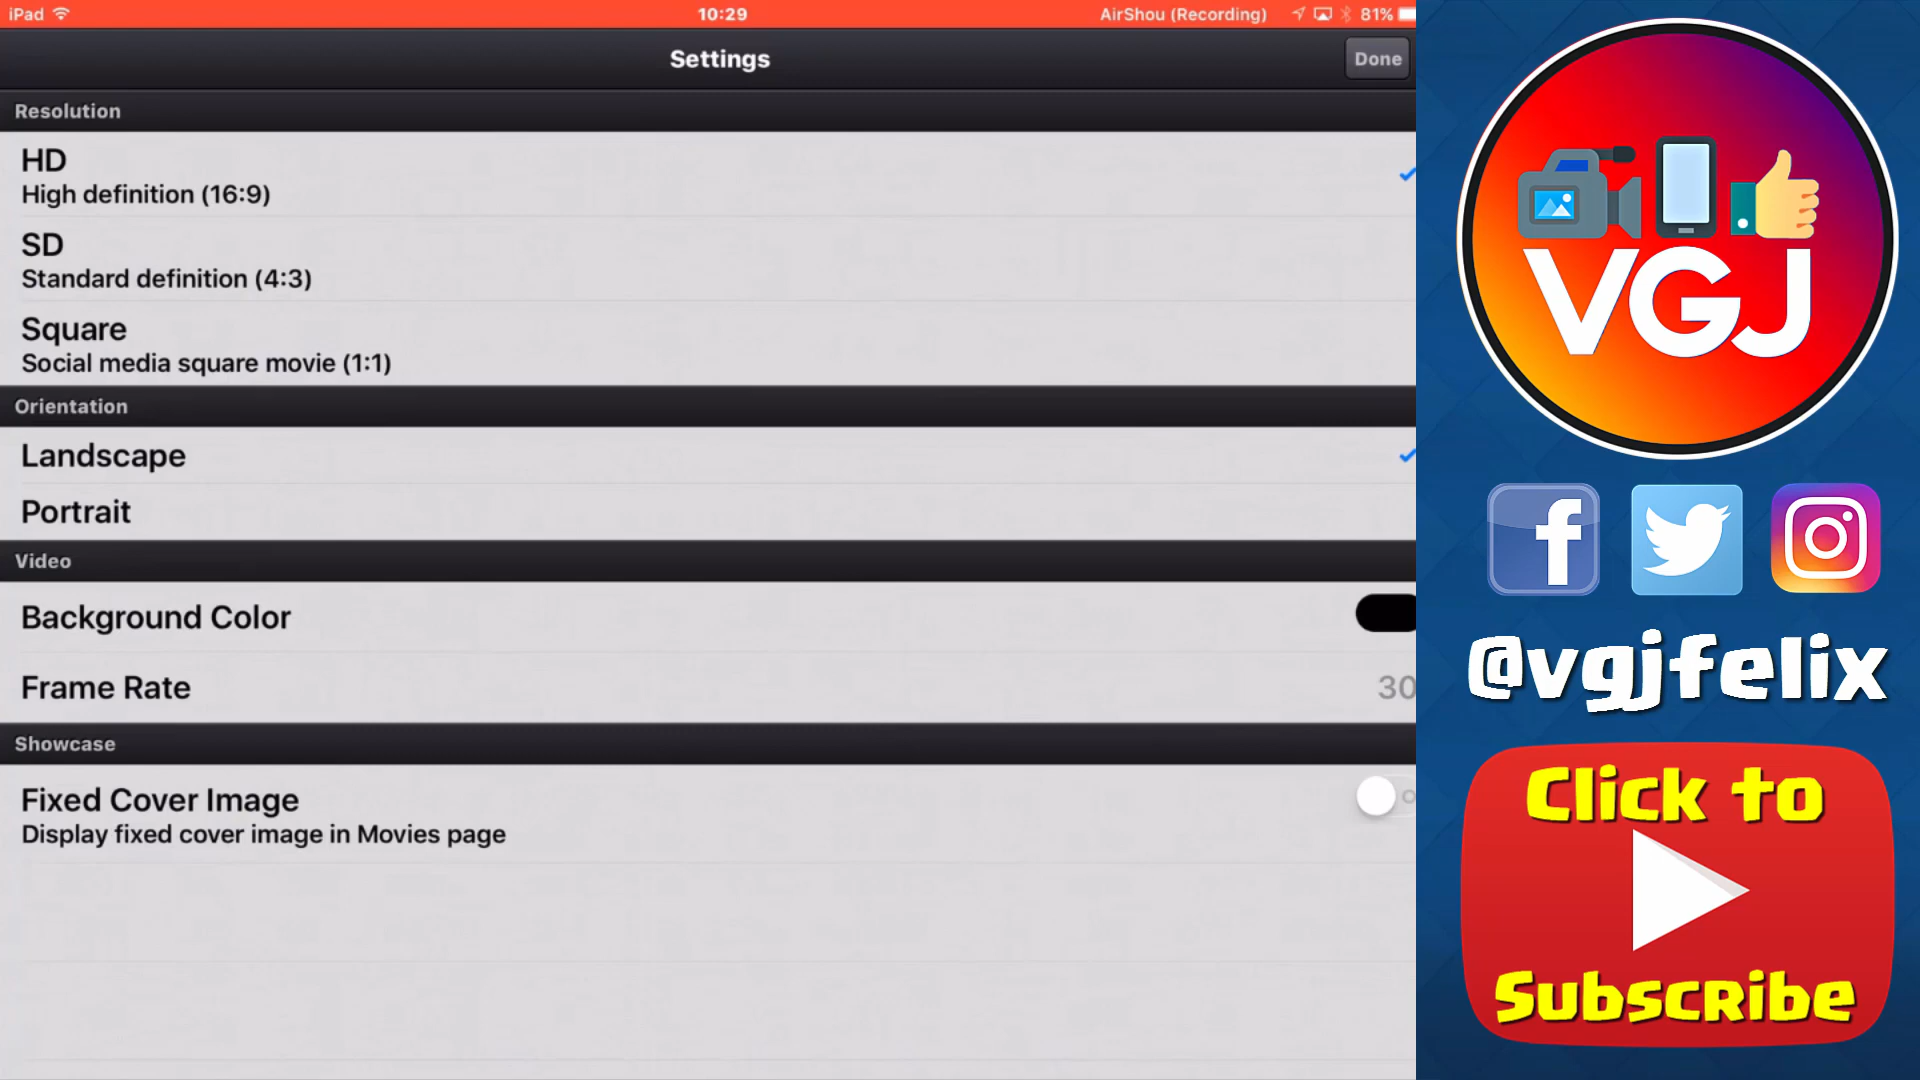 iPad 10:29 AirShou (Recording) 81%
Settings Done
Resolution
HD
High definition (16:9)
SD
Standard definition (4:3)
Square
Social media square movie (1:1)
Orientation
Landscape
Portrait
Video
Background Color
Frame Rate 30
Showcase
Fixed Cover Image
Display fixed cover image in Movies page
VGJ
f
@vgjfelix
Click to
Subscribe